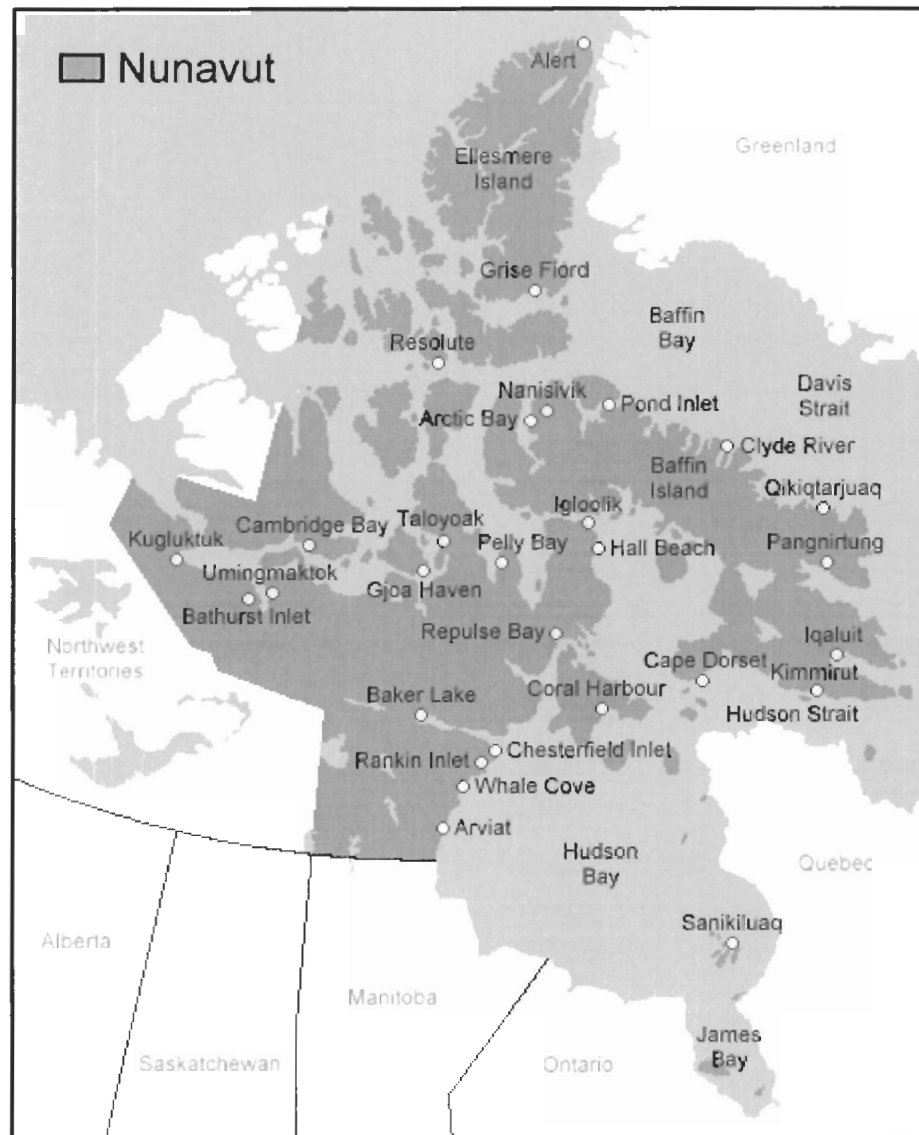 Nunavut
Alert
Greenland
Ellesmere
Island
Grise Fiord
Baffin
Bay
Resolute
Davis
Strait
Nanisivik
Pond Inlet
Arctic Bay
Clyde River
Baffin
Island
Qikiqtarjuaq
Igloolik
Taloyoak
Cambridge Bay
Kugluktuk
Pelly Bay
Hall Beach
Pangnirtung
Umingmaktok
Gjoa Haven
Bathurst Inlet
Repulse Bay
Iqaluit
Northwest
Territories
Cape Dorset
Kimmirut
Baker Lake
Coral Harbour
Hudson Strait
Chesterfield Inlet
Rankin Inlet
Whale Cove
Arviat
Hudson
Bay
Quebec
Sanikiluaq
Alberta
Manitoba
James
Bay
Saskatchewan
Ontario